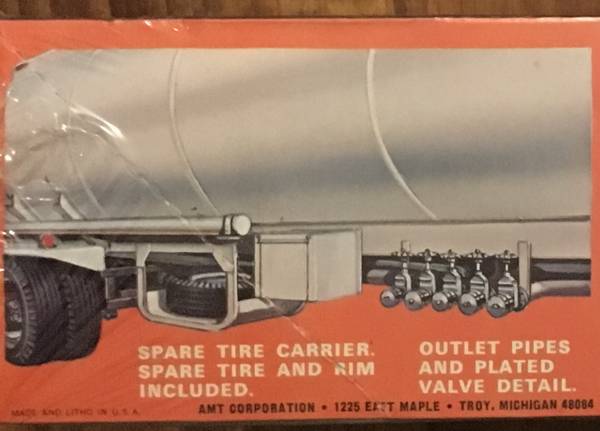 SPARE TIRE CARRIER.
SPARE TIRE AND RIM
INCLUDED.
OUTLET PIPES
AND PLATED
VALVE DETAIL.
MADE AND LITHO IN U.S.A.
AMT CORPORATION • 1225 EAST MAPLE • TROY, MICHIGAN 48084